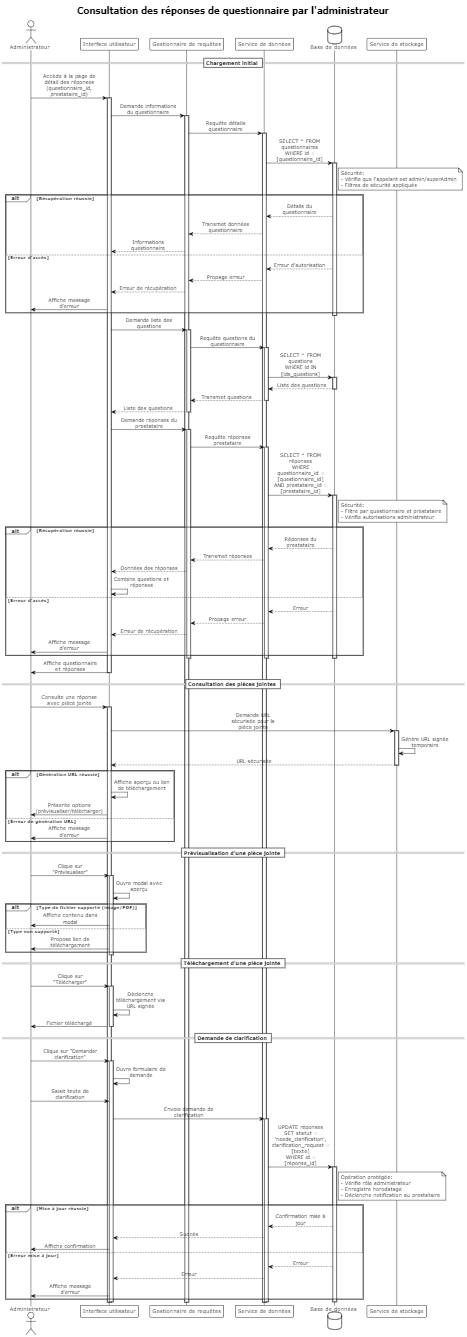 Consultation des réponses de questionnaire par l'administrateur
Administrateur
Interface utilisateur
Gestionnaire de requêtes
Service de données
Base de données
Service de stockage
Chargement Initial
Accède à la page de
détail des réponses
(questionnaire_id,
prestataire_id)
Demande informations
du questionnaire
Requête détails
questionnaire
SELECT * FROM
questionnaires
WHERE id =
[questionnaire_id]
Sécurité:
- Vérifie que l'appelant est admin/superAdmin
- Filtres de sécurité appliqués
alt
[Récupération réussie]
Détails du
questionnaire
Transmet données
questionnaire
Informations
questionnaire
[Erreur d'accès]
Erreur d'autorisation
Propage erreur
Erreur de récupération
Affiche message
d'erreur
Demande liste des
questions
Requête questions du
questionnaire
SELECT * FROM
questions
WHERE id IN
[ids_questions]
Liste des questions
Transmet questions
Liste des questions
Demande réponses du
prestataire
Requête réponses
prestataire
SELECT * FROM
réponses
WHERE
questionnaire_id =
[questionnaire_id]
AND prestataire_id =
[prestataire_id]
Sécurité:
- Filtre par questionnaire et prestataire
- Vérifie autorisations administrateur
alt
[Récupération réussie]
Réponses du
prestataire
Transmet réponses
Données des réponses
Combine questions et
réponses
[Erreur d'accès]
Erreur
Propage erreur
Erreur de récupération
Affiche message
d'erreur
Affiche questionnaire
et réponses
Consultation des pièces jointes
Consulte une réponse
avec pièce jointe
Demande URL
sécurisée pour la
pièce jointe
Génère URL signée
temporaire
URL sécurisée
alt
[Génération URL réussie]
Affiche aperçu ou lien
de téléchargement
Présente options
(prévisualiser/télécharger)
[Erreur de génération URL]
Affiche message
d'erreur
Prévisualisation d'une pièce jointe
Clique sur
"Prévisualiser"
Ouvre modal avec
aperçu
alt
[Type de fichier supporté (image/PDF)]
Affiche contenu dans
modal
[Type non supporté]
Propose lien de
téléchargement
Téléchargement d'une pièce jointe
Clique sur
"Télécharger"
Déclenche
téléchargement via
URL signée
Fichier téléchargé
Demande de clarification
Clique sur "Demander
clarification"
Ouvre formulaire de
demande
Saisit texte de
clarification
Envoie demande de
clarification
UPDATE réponses
SET statut =
'needs_clarification',
clarification_request =
[texte]
WHERE id =
[réponse_id]
Opération protégée:
- Vérifie rôle administrateur
- Enregistre horodatage
- Déclenche notification au prestataire
alt
[Mise à jour réussie]
Confirmation mise à
jour
Succès
Affiche confirmation
[Erreur mise à jour]
Erreur
Erreur
Affiche message
d'erreur
Administrateur
Interface utilisateur
Gestionnaire de requêtes
Service de données
Base de données
Service de stockage